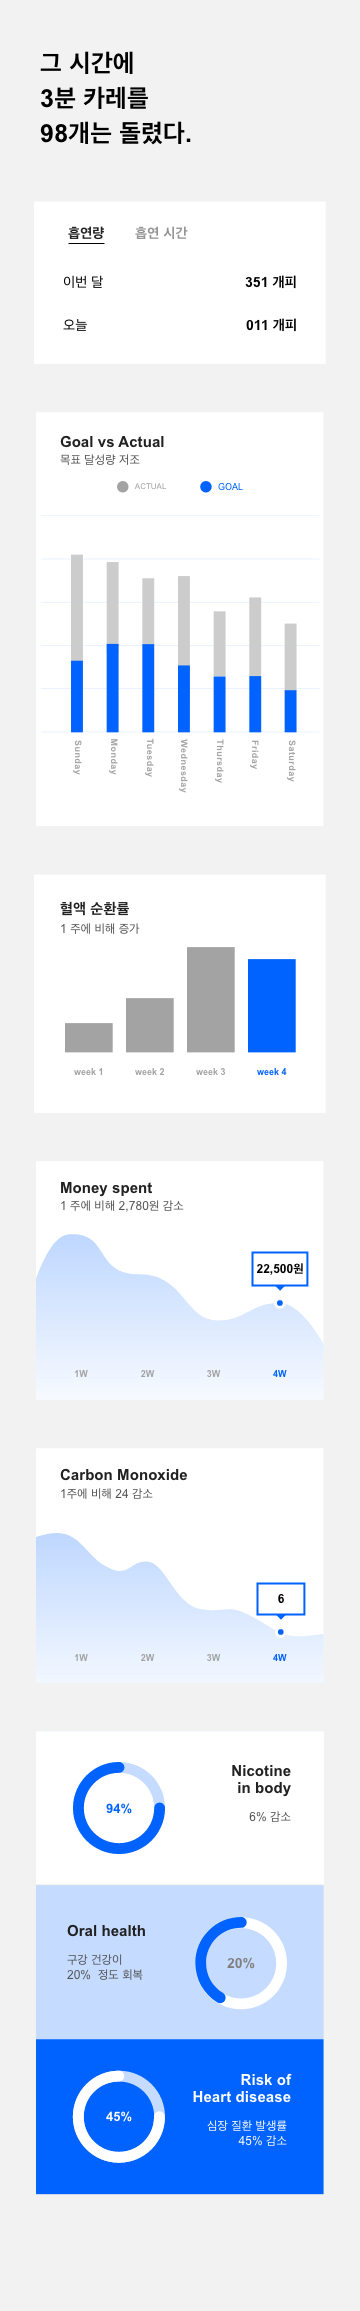 그 시간에
3분 카레를
98개는 돌렸다.
흡연량 흡연 시간
이번 달 351 개피
오늘 011 개피
Goal vs Actual
목표 달성량 저조
ACTUAL GOAL
Sunday
Monday
Tuesday
Wednesday
Thursday
Friday
Saturday
혈액 순환률
1 주에 비해 증가
week 1 week 2 week 3 week 4
Money spent
1 주에 비해 2,780원 감소
22,500원
1W 2W 3W 4W
Carbon Monoxide
1주에 비해 24 감소
6
1W 2W 3W 4W
94%
Nicotine
in body
6% 감소
Oral health
구강 건강이
20% 정도 회복
20%
45%
Risk of
Heart disease
심장 질환 발생률
45% 감소